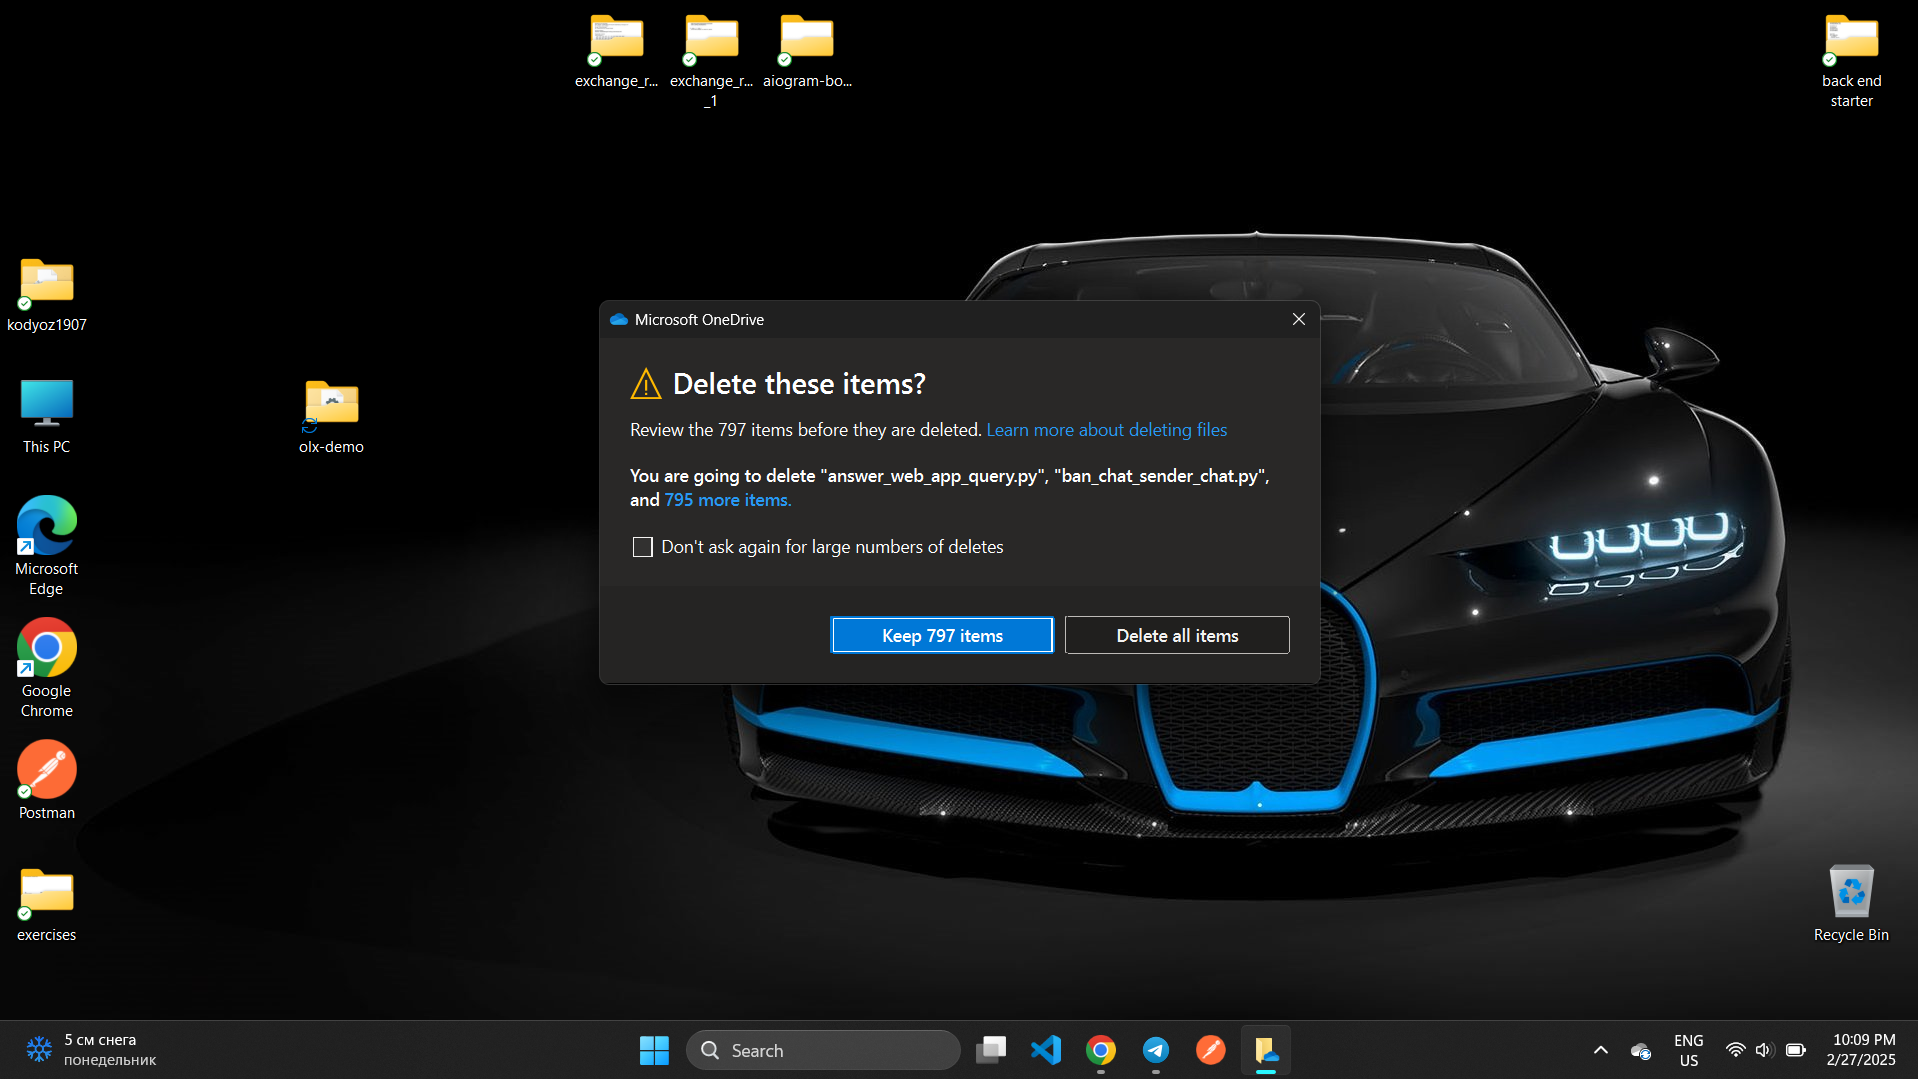 exchange_r...
exchange_r...
_1
aiogram-bo...
back end
starter
kodyoz1907
This PC
olx-demo
Microsoft
Edge
Google
Chrome
Postman
exercises
Recycle Bin
Microsoft OneDrive
Delete these items?
Review the 797 items before they are deleted. Learn more about deleting files
You are going to delete "answer_web_app_query.py", "ban_chat_sender_chat.py",
and 795 more items.
Don't ask again for large numbers of deletes
Keep 797 items
Delete all items
5 см снега
понедельник
Search
ENG
US
10:09 PM
2/27/2025